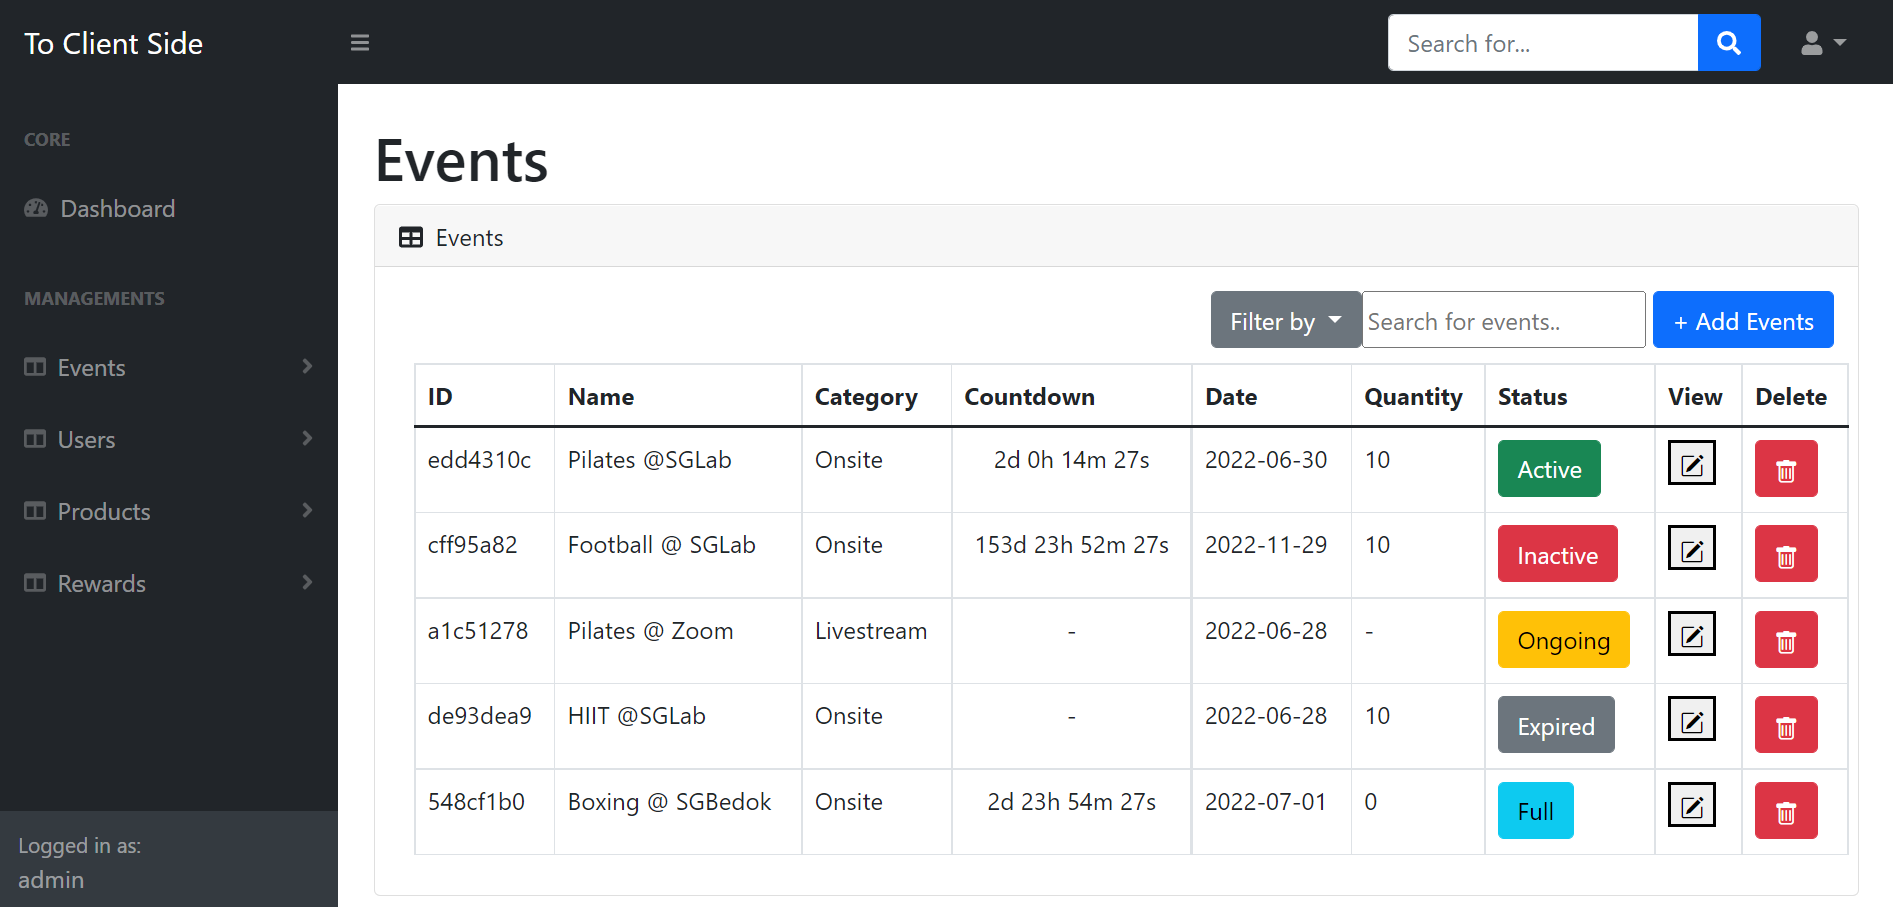 To Client Side
Search for...
CORE
Dashboard
MANAGEMENTS
Events
Users
Products
Rewards
Logged in as:
admin
Events
Events
Filter by
Search for events..
+ Add Events
ID Name Category Countdown Date Quantity Status View Delete
edd4310c Pilates @SGLab Onsite 2d 0h 14m 27s 2022-06-30 10 Active
cff95a82 Football @ SGLab Onsite 153d 23h 52m 27s 2022-11-29 10 Inactive
a1c51278 Pilates @ Zoom Livestream - 2022-06-28 - Ongoing
de93dea9 HIIT @SGLab Onsite - 2022-06-28 10 Expired
548cf1b0 Boxing @ SGBedok Onsite 2d 23h 54m 27s 2022-07-01 0 Full